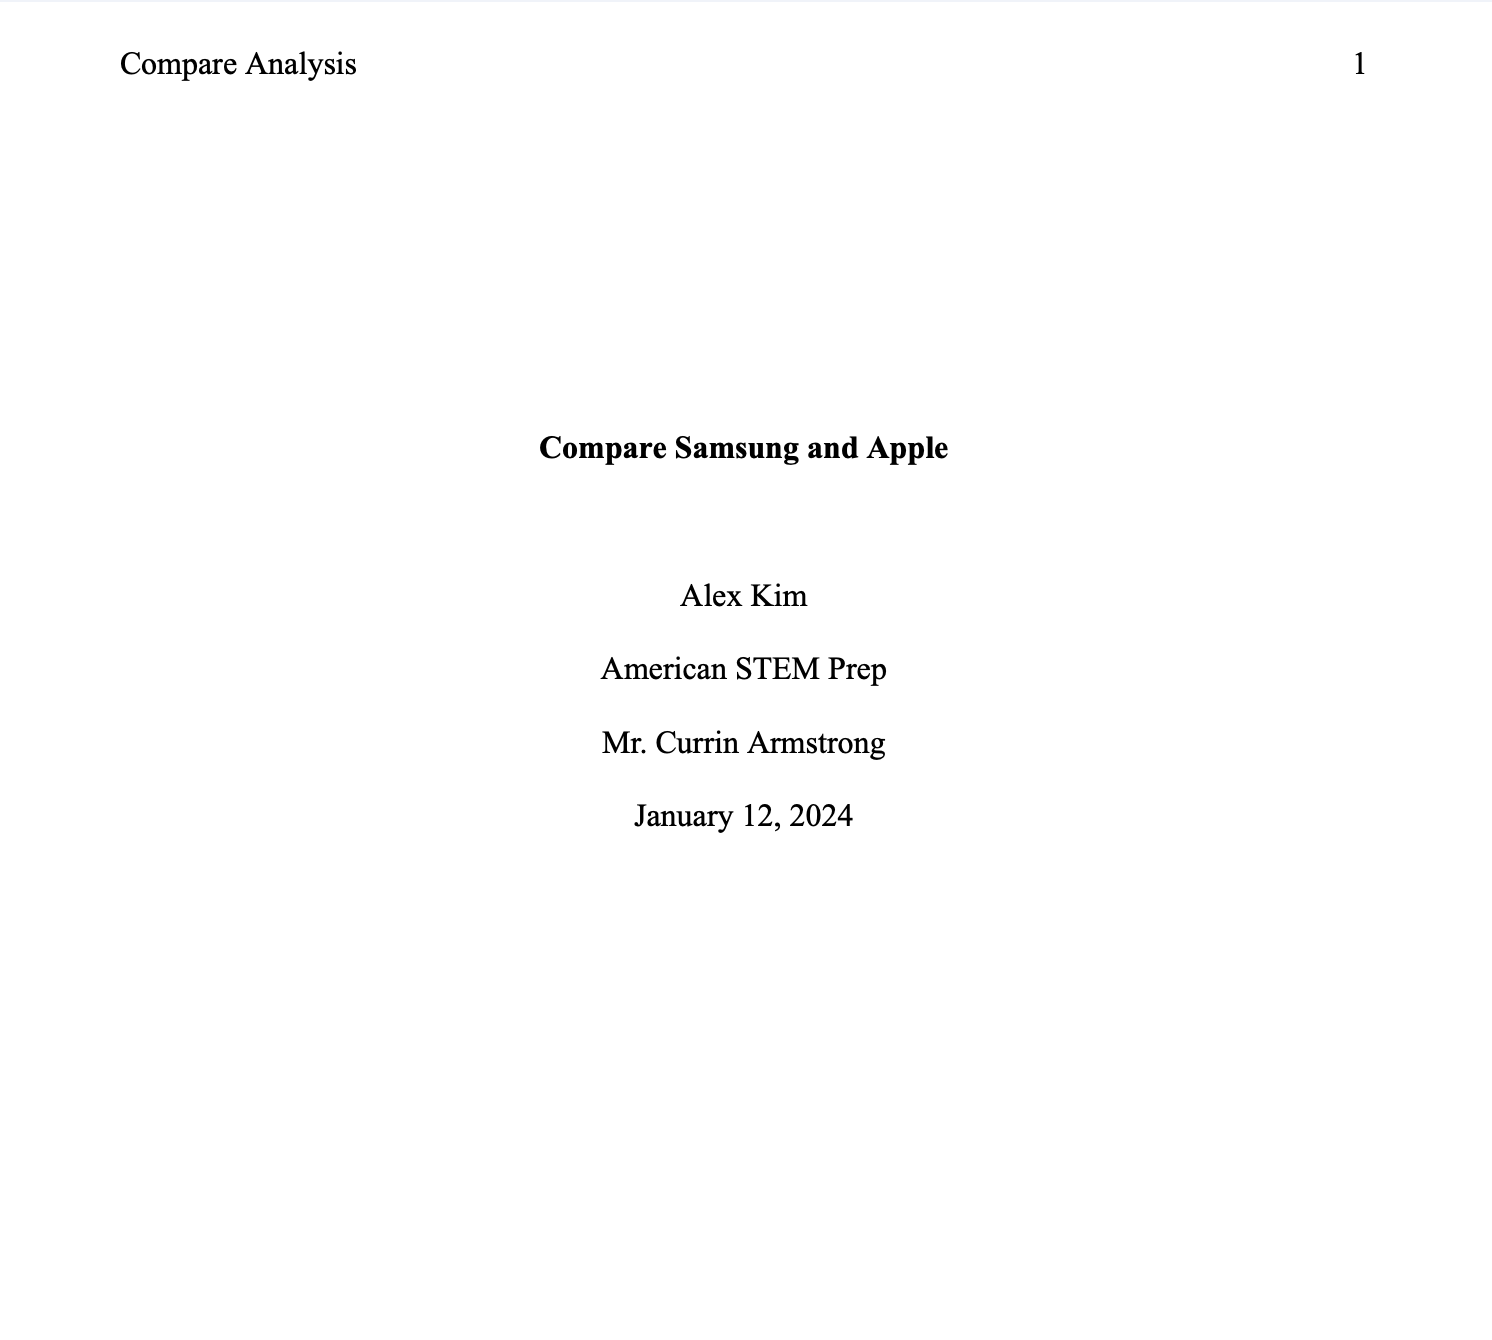 Compare Analysis 1
Compare Samsung and Apple
Alex Kim
American STEM Prep
Mr. Currin Armstrong
January 12, 2024